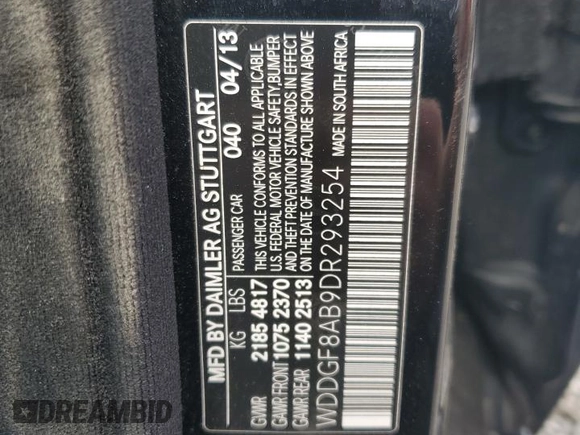 MFD BY DAIMLER AG STUTTGART
KG LBS PASSENGER CAR 040 04/13
GVWR 2185 4817 THIS VEHICLE CONFORMS TO ALL APPLICABLE
GAWR-FRONT 1075 2370 U.S. FEDERAL MOTOR VEHICLE SAFETY, BUMPER
GAWR-REAR 1140 2513 AND THEFT PREVENTION STANDARDS IN EFFECT
ON THE DATE OF MANUFACTURE SHOWN ABOVE
WDDGF8AB9DR293254 MADE IN SOUTH AFRICA
DREAMBID